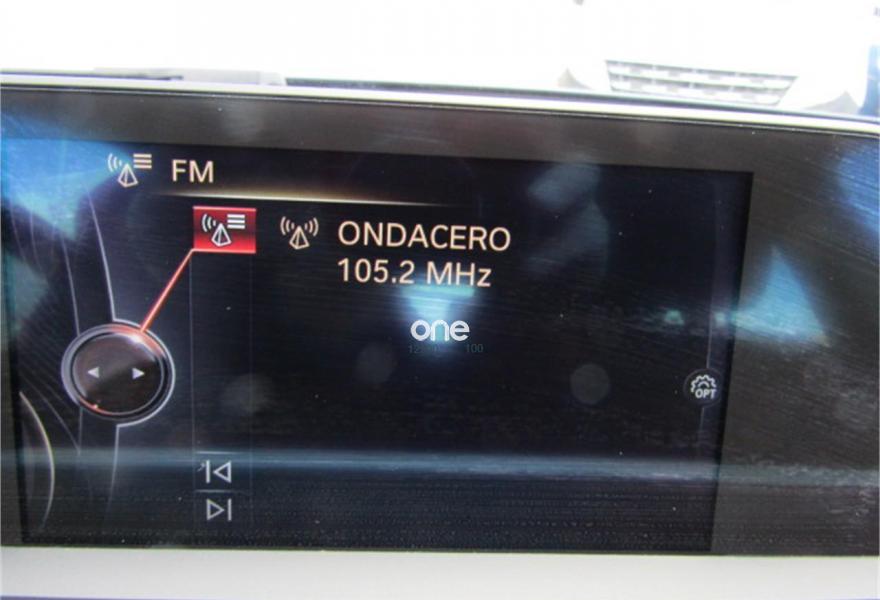 FM
ONDACERO
105.2 MHz
one
OPT